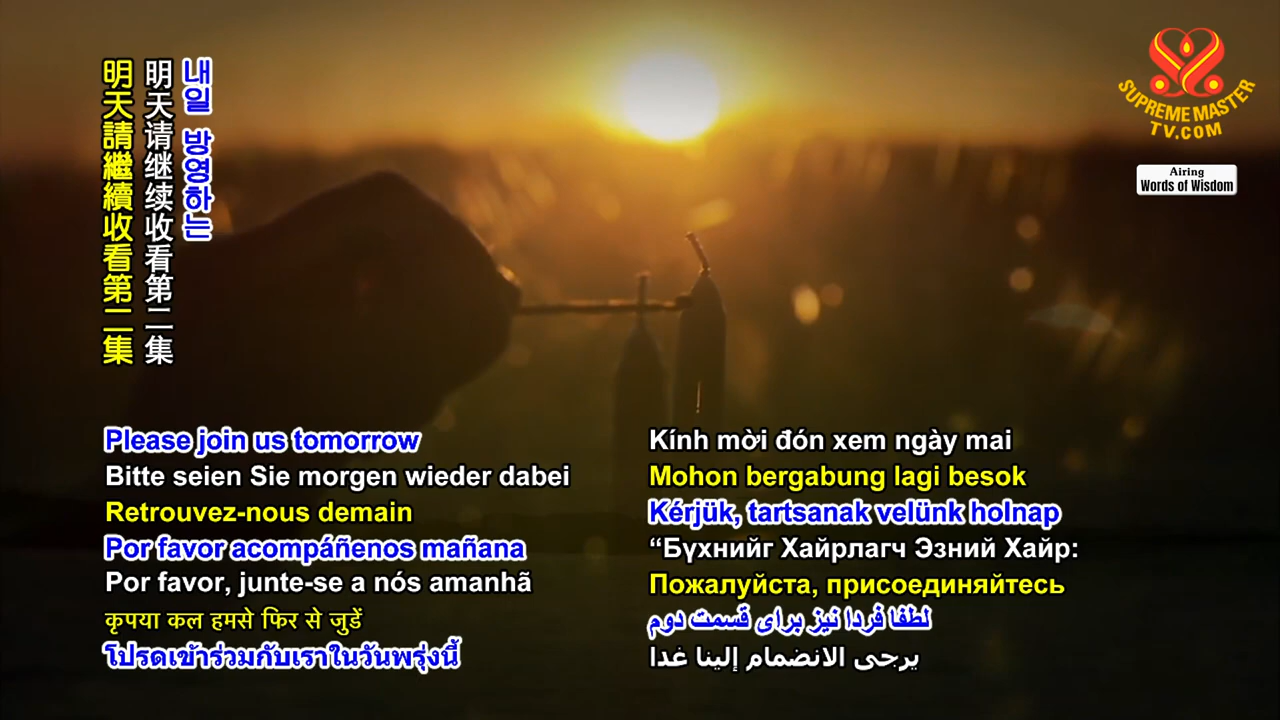 明天請繼續收看第二集
明天请继续收看第二集
내일 방영하는
SUPREME MASTER
TV.COM
Airing
Words of Wisdom
Please join us tomorrow
Bitte seien Sie morgen wieder dabei
Retrouvez-nous demain
Por favor acompáñenos mañana
Por favor, junte-se a nós amanhã
कृपया कल हमसे फिर से जुडें
โปรดเข้าร่วมกับเราในวันพรุ่งนี้
Kính mời đón xem ngày mai
Mohon bergabung lagi besok
Kérjük, tartsanak velünk holnap
“Бүхнийг Хайрлагч Эзний Хайр:
Пожалуйста, присоединяйтесь
لطفا فردا نیز برای قسمت دوم
يرجى الانضمام إلينا غدا